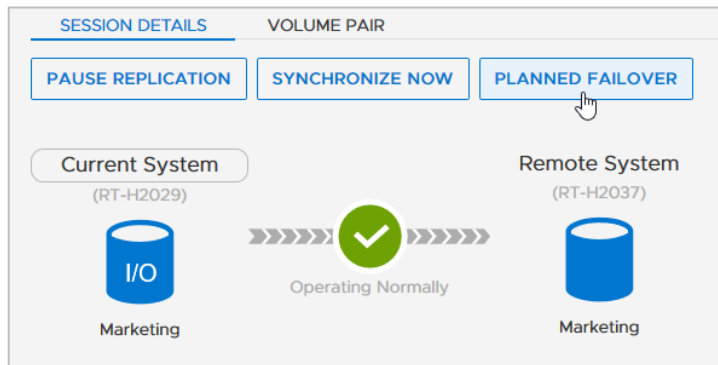 SESSION DETAILS VOLUME PAIR
PAUSE REPLICATION SYNCHRONIZE NOW PLANNED FAILOVER
Current System Remote System
(RT-H2029) (RT-H2037)
I/O
Operating Normally
Marketing Marketing